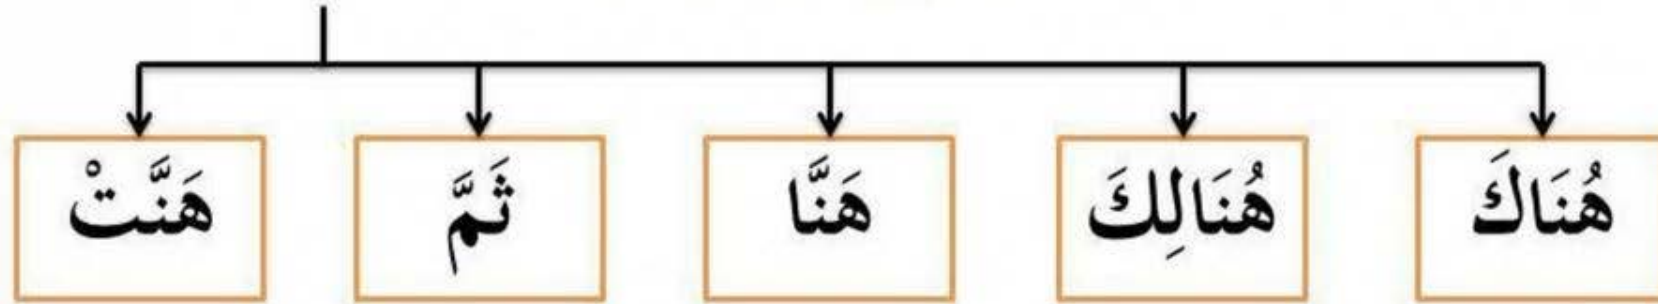 هُنَاكَ
هُنَالِكَ
هَنَّا
ثَمَّ
هَنَّتْ